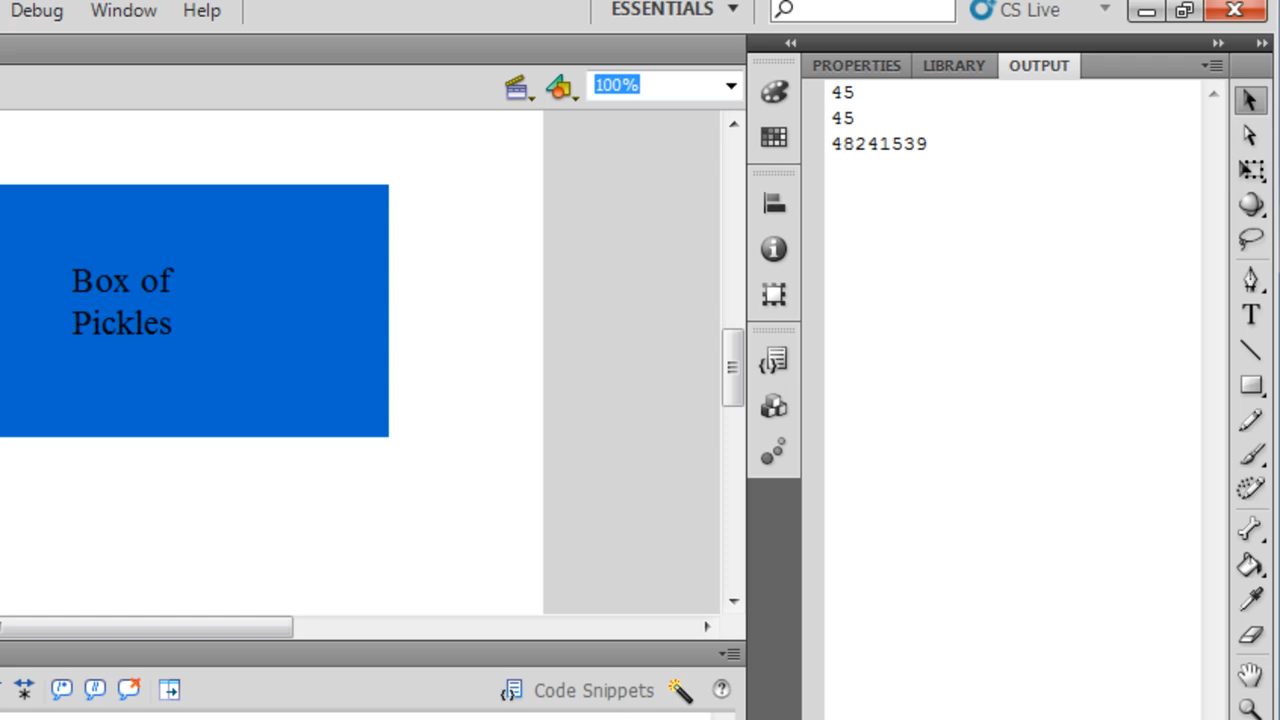 Debug Window Help ESSENTIALS CS Live
PROPERTIES LIBRARY OUTPUT
100%
45
45
48241539
Box of
Pickles
Code Snippets